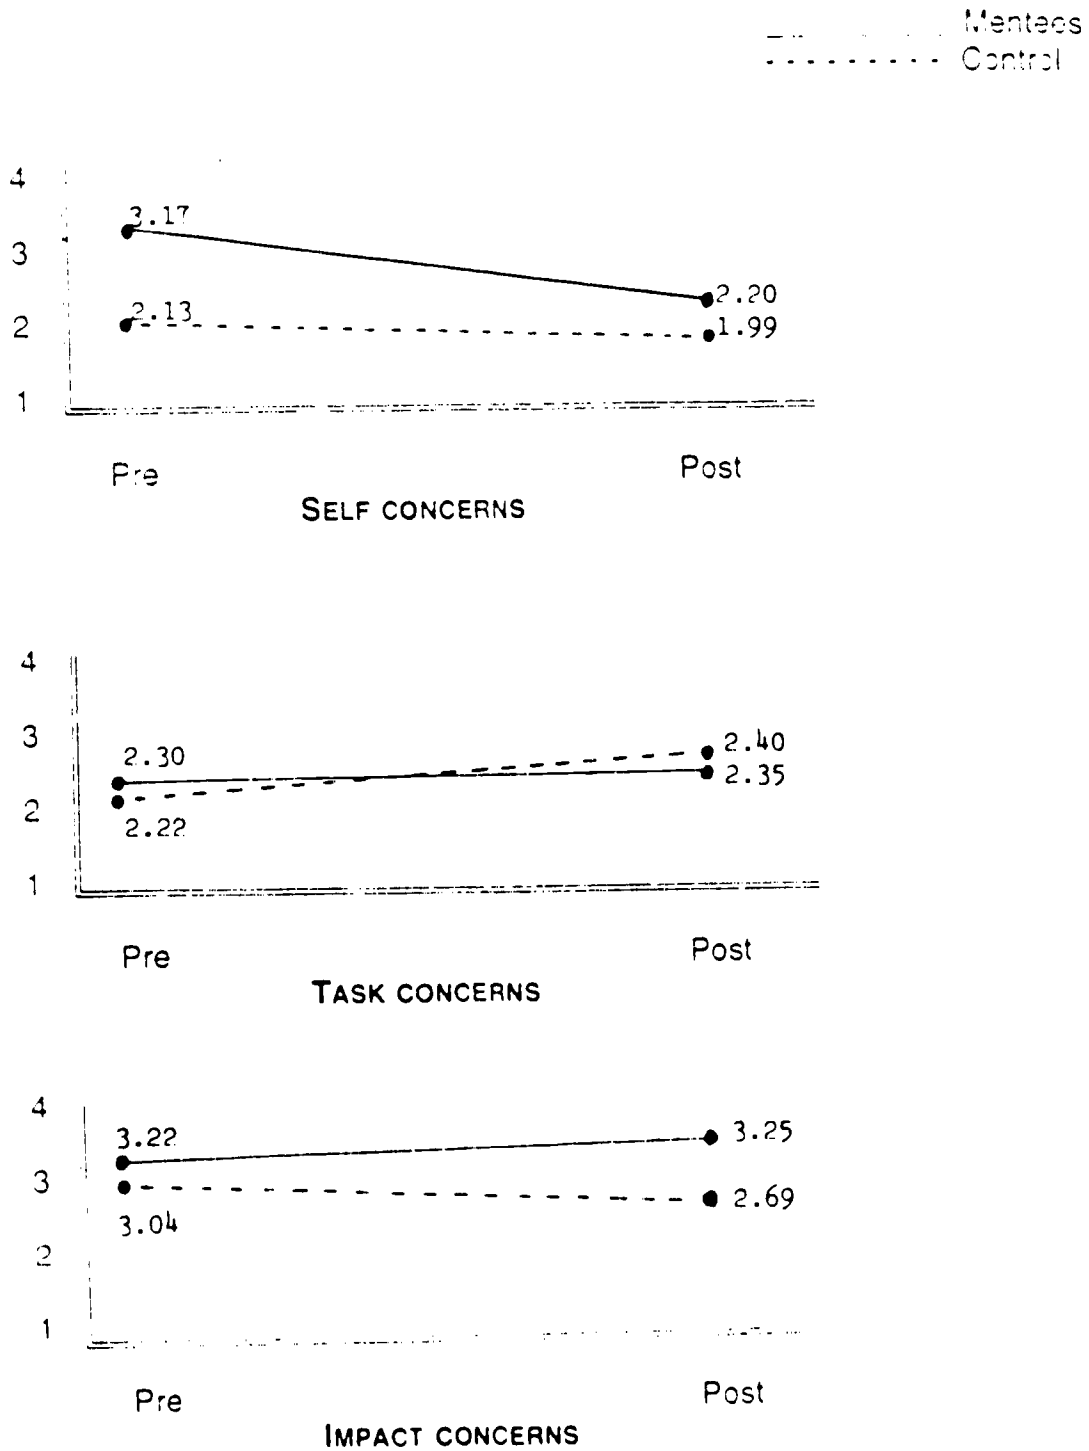 Mentees
Control
4
3.17
3
2.20
2.13
2
1.99
1
Pre
Post
SELF CONCERNS
4
3
2.30
2.40
2.35
2
2.22
1
Pre
Post
TASK CONCERNS
4
3.22
3.25
3
2.69
3.04
2
1
Pre
Post
IMPACT CONCERNS